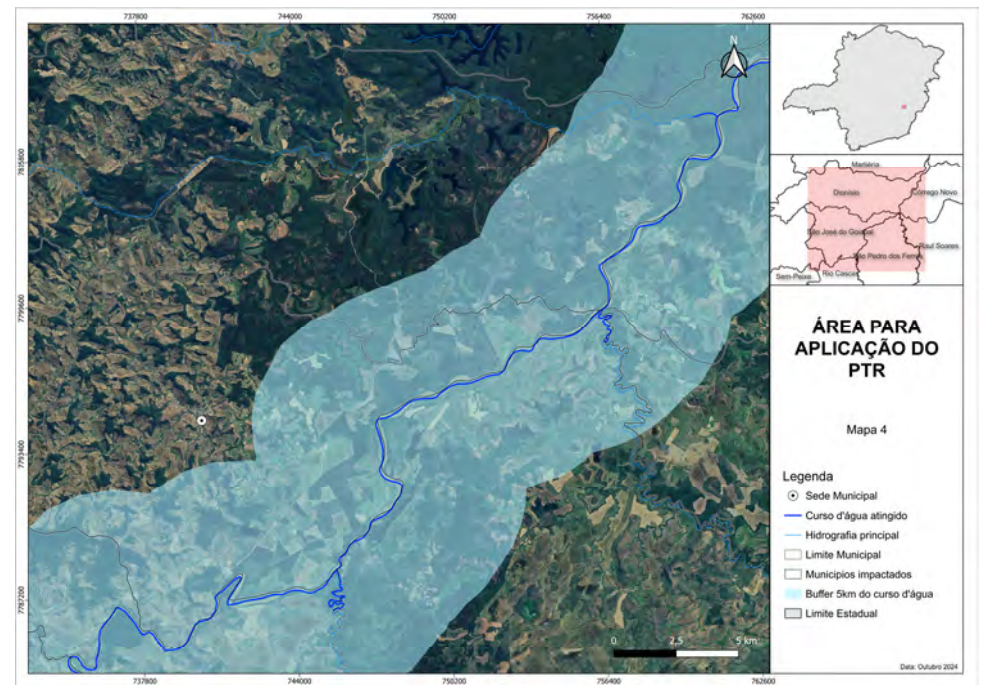 737800 744000 750200 756400 762600
7815800
7799600
7793400
7787200
N
0 2,5 5 km
737800 744000 750200 756400 762600
Marliéria
Dionísio
Córrego Novo
São José do Goiabal
Raul Soares
São Pedro dos Ferros
Sem-Peixe
Rio Casca
ÁREA PARA
APLICAÇÃO DO
PTR
Mapa 4
Legenda
Sede Municipal
Curso d'água atingido
Hidrografia principal
Limite Municipal
Municipios impactados
Buffer 5km do curso d'água
Limite Estadual
Data: Outubro 2024